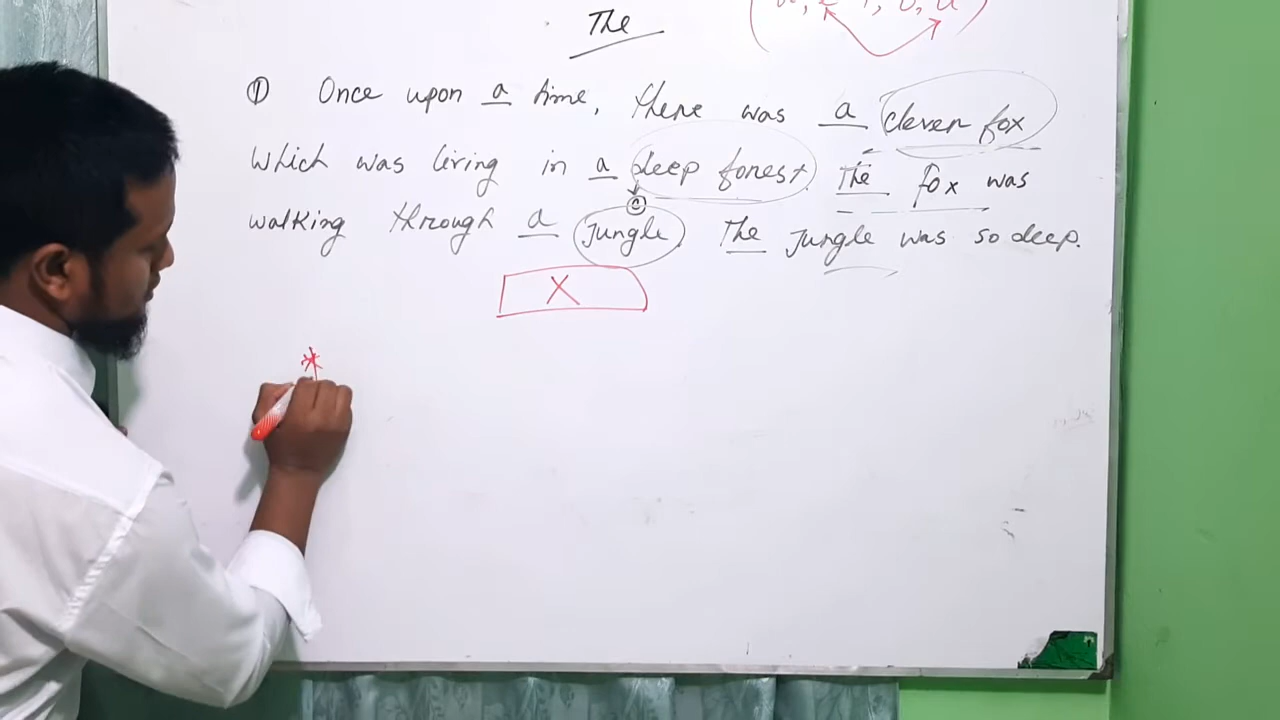 The
① Once upon a time, there was a clever fox
which was living in a deep forest. The fox was
walking through a Jungle. The Jungle was so deep.
X
*